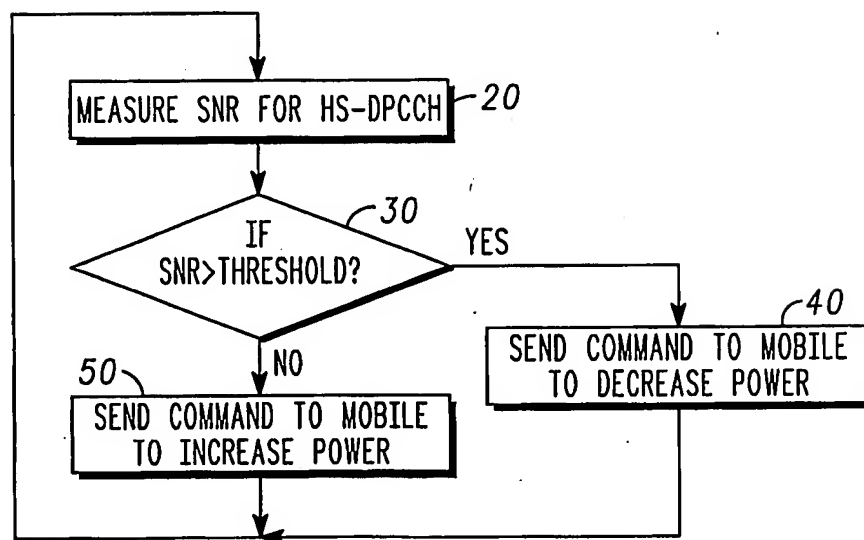 MEASURE SNR FOR HS-DPCCH
20
IF
SNR>THRESHOLD?
30
YES
NO
40
SEND COMMAND TO MOBILE
TO DECREASE POWER
50
SEND COMMAND TO MOBILE
TO INCREASE POWER